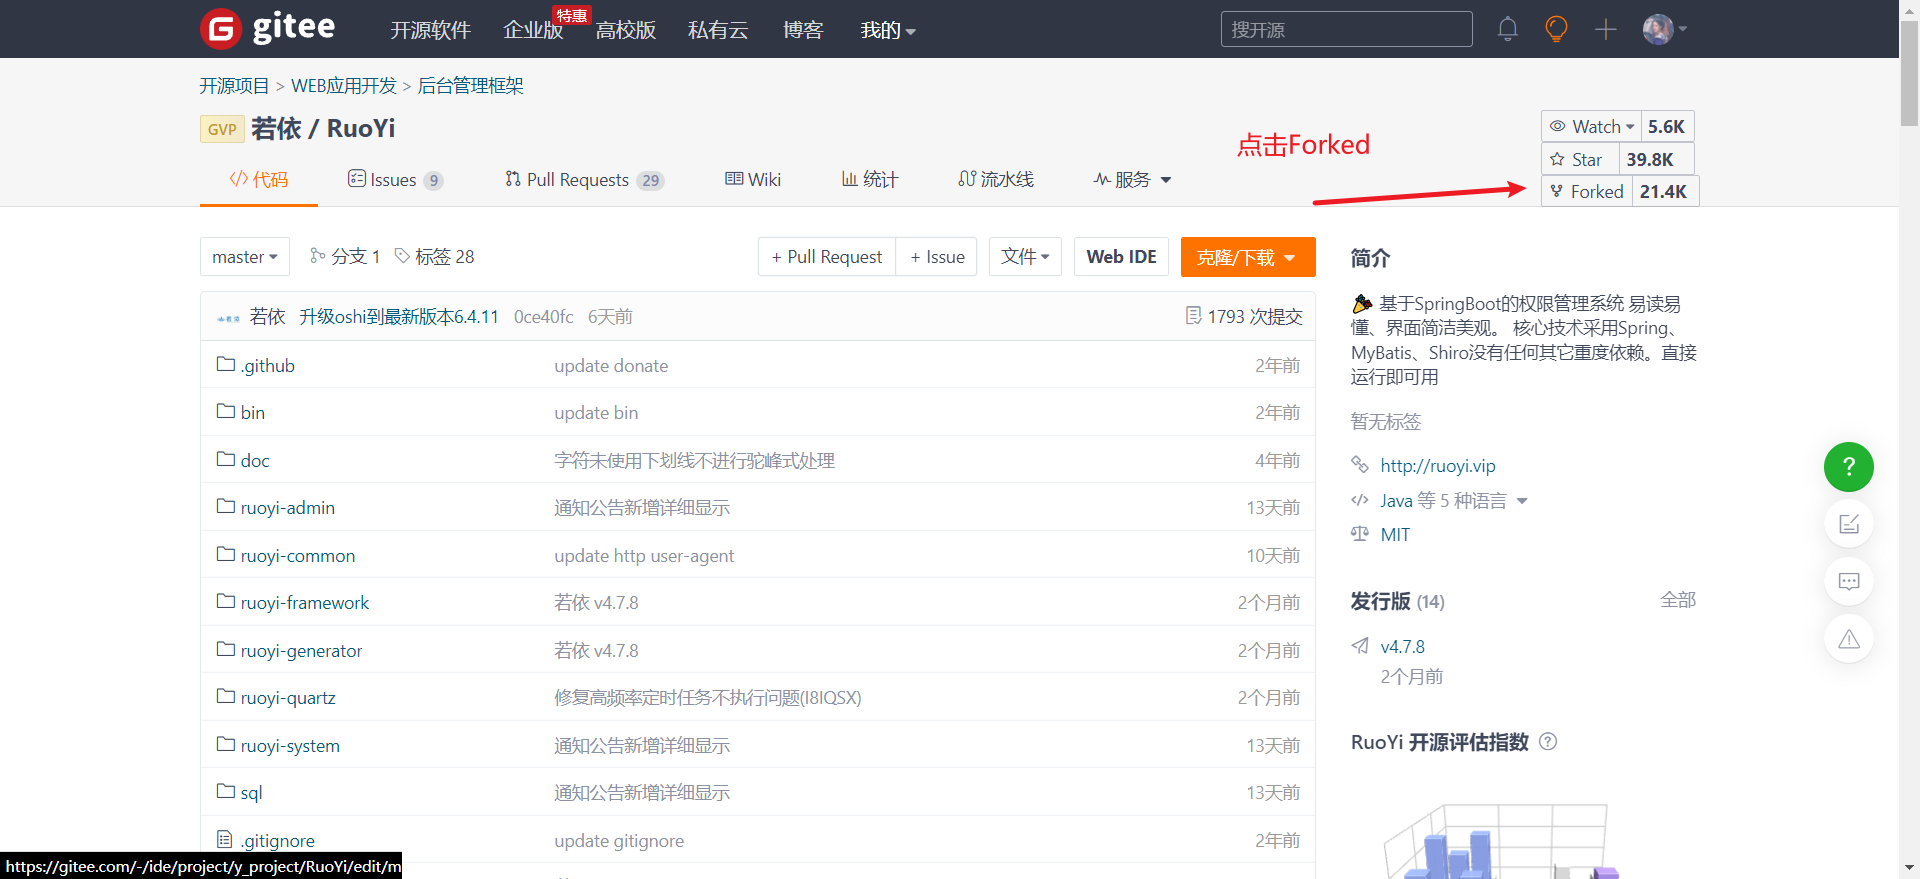 gitee
开源软件 企业版 特惠 高校版 私有云 博客 我的
搜开源
开源项目 > WEB应用开发 > 后台管理框架
GVP 若依 / RuoYi
点击Forked
Watch 5.6K
Star 39.8K
Forked 21.4K
代码 Issues 9 Pull Requests 29 Wiki 统计 流水线 服务
master 分支 1 标签 28
+ Pull Request + Issue 文件 Web IDE 克隆/下载
若依 升级oshi到最新版本6.4.11 0ce40fc 6天前 1793 次提交
.github update donate 2年前
bin update bin 2年前
doc 字符未使用下划线不进行驼峰式处理 4年前
ruoyi-admin 通知公告新增详细显示 13天前
ruoyi-common update http user-agent 10天前
ruoyi-framework 若依 v4.7.8 2个月前
ruoyi-generator 若依 v4.7.8 2个月前
ruoyi-quartz 修复高频率定时任务不执行问题(I8IQSX) 2个月前
ruoyi-system 通知公告新增详细显示 13天前
sql 通知公告新增详细显示 13天前
.gitignore update gitignore 2年前
https://gitee.com/-/ide/project/y_project/RuoYi/edit/m
简介
基于SpringBoot的权限管理系统 易读易
懂、界面简洁美观。 核心技术采用Spring、
MyBatis、Shiro没有任何其它重度依赖。直接
运行即可用
暂无标签
http://ruoyi.vip
Java 等 5 种语言
MIT
发行版 (14) 全部
v4.7.8
2个月前
RuoYi 开源评估指数 ?
?